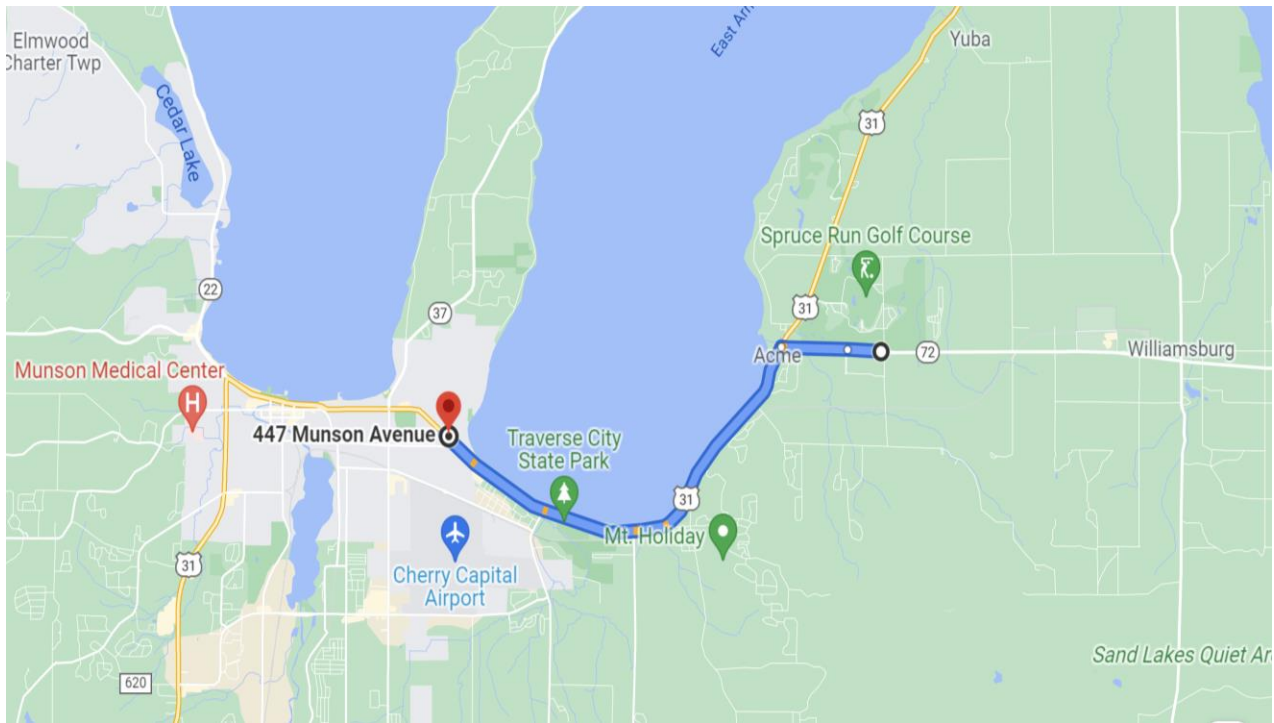 Elmwood
Charter Twp
Cedar Lake
East Arm
Yuba
31
Spruce Run Golf Course
22
37
31
Acme
72
Williamsburg
Munson Medical Center
H
447 Munson Avenue
Traverse City
State Park
31
Mt. Holiday
31
Cherry Capital
Airport
620
Sand Lakes Quiet Are